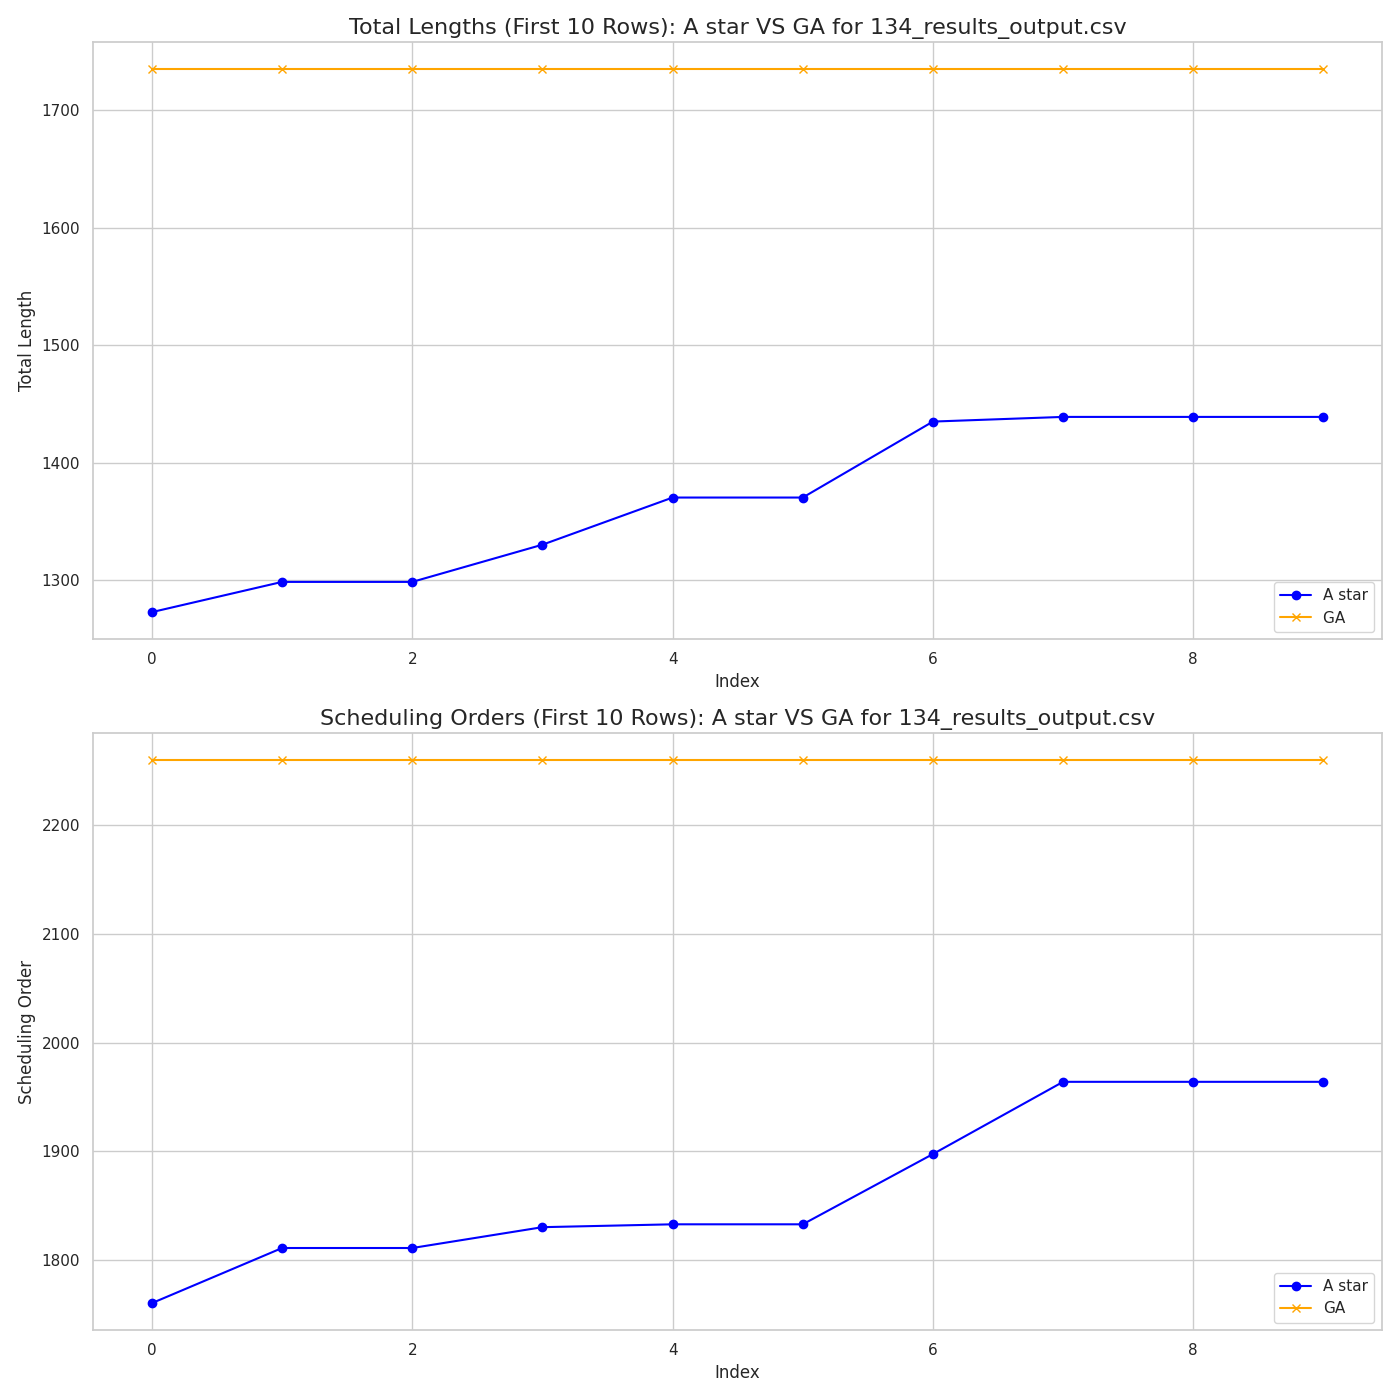 Total Lengths (First 10 Rows): A star VS GA for 134_results_output.csv
1700
1600
1500
1400
1300
Total Length
A star
GA
0 2 4 6 8
Index
Scheduling Orders (First 10 Rows): A star VS GA for 134_results_output.csv
2200
2100
2000
1900
1800
Scheduling Order
A star
GA
0 2 4 6 8
Index